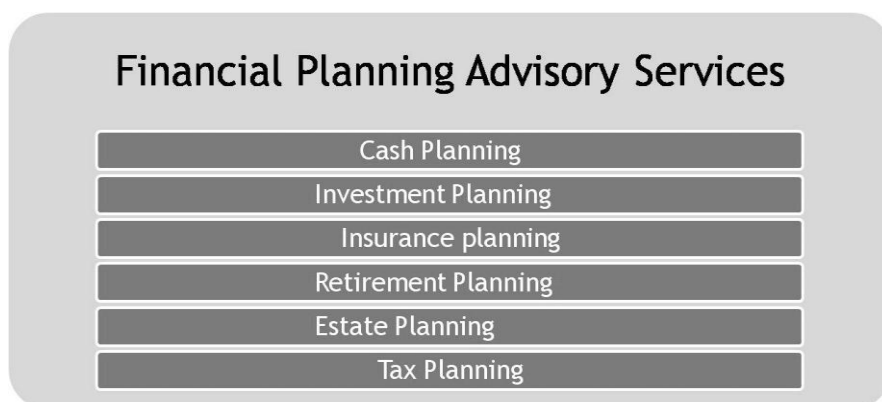 Financial Planning Advisory Services
Cash Planning
Investment Planning
Insurance planning
Retirement Planning
Estate Planning
Tax Planning